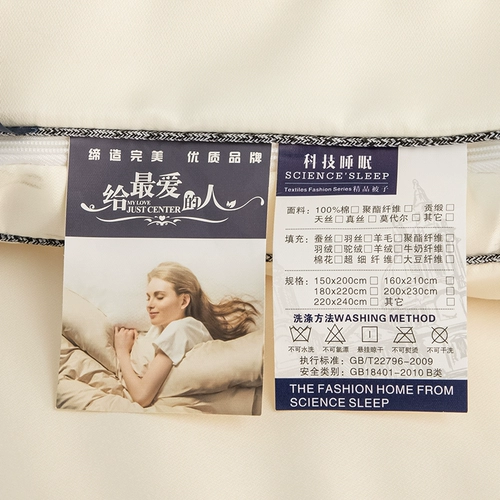 缔造完美 优质品牌
给最爱的人
MY LOVE
JUST CENTER
科技睡眠
SCIENCE'SLEEP
Textiles Fashion Series 精品被子
面料：100%棉□ 聚酯纤维□ 贡缎□
天丝□ 真丝□ 莫代尔□ 其它□
填充：蚕丝□ 羽丝□ 羊毛□ 聚酯纤维□
羽绒□ 驼绒□ 羊绒□ 牛奶纤维□
棉花□ 超细纤维□ 大豆纤维□
规格：150x200cm□ 160x210cm□
180x220cm□ 200x230cm□
220x240cm□ 其它□
洗涤方法WASHING METHOD
不可水洗 不可氯漂 悬挂晾干 不可熨烫 不可干洗
执行标准：GB/T22796-2009
安全类别：GB18401-2010 B类
THE FASHION HOME FROM
SCIENCE SLEEP